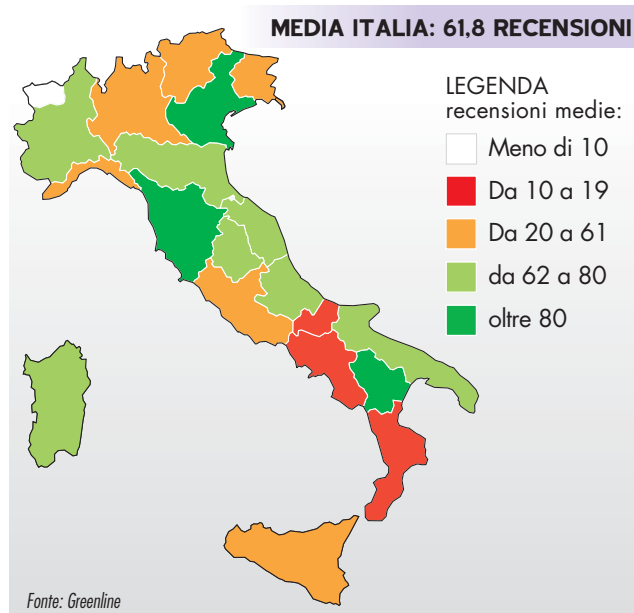 MEDIA ITALIA: 61,8 RECENSIONI
LEGENDA
recensioni medie:
Meno di 10
Da 10 a 19
Da 20 a 61
da 62 a 80
oltre 80
Fonte: Greenline